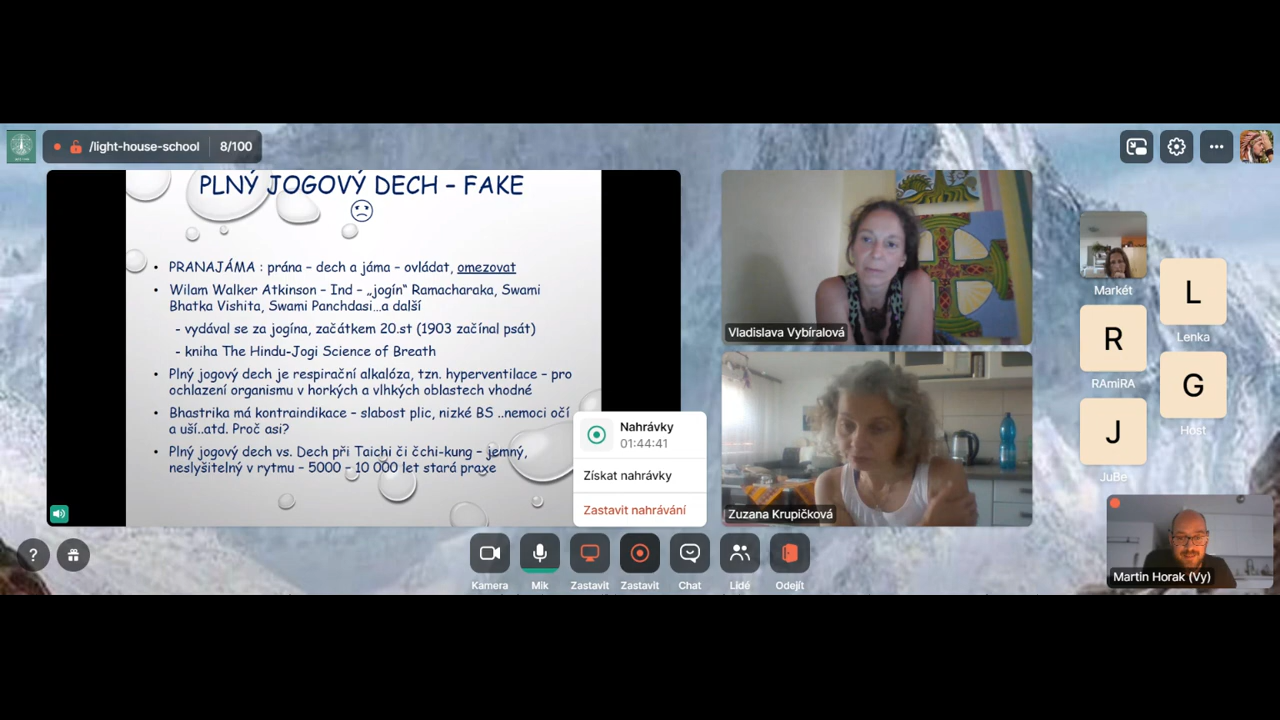 /light-house-school 8/100
PLNÝ JOGOVÝ DECH – FAKE
• PRANAJÁMA : prána – dech a jáma – ovládat, omezovat
• Wilam Walker Atkinson – Ind – „jogín“ Ramacharaka, Swami
Bhatka Vishita, Swami Panchdasi…a další
- vydával se za jogína, začátkem 20.st (1903 začínal psát)
- kniha The Hindu-Jogi Science of Breath
• Plný jogový dech je respirační alkalóza, tzn. hyperventilace – pro
ochlazení organismu v horkých a vlhkých oblastech vhodné
• Bhastrika má kontraindikace – slabost plic, nizké BS ..nemoci očí
a uší..atd. Proč asi?
• Plný jogový dech vs. Dech při Taichi či čchi-kung – jemný,
neslyšitelný v rytmu – 5000 – 10 000 let stará praxe
Nahrávky
01:44:41
Získat nahrávky
Zastavit nahrávání
Vladislava Vybíralová
Zuzana Krupičková
Markét
L
Lenka
R
RAmiRA
G
Host
J
JuBe
Martin Horak (Vy)
?
Kamera
Mik
Zastavit
Zastavit
Chat
Lidé
Odejít